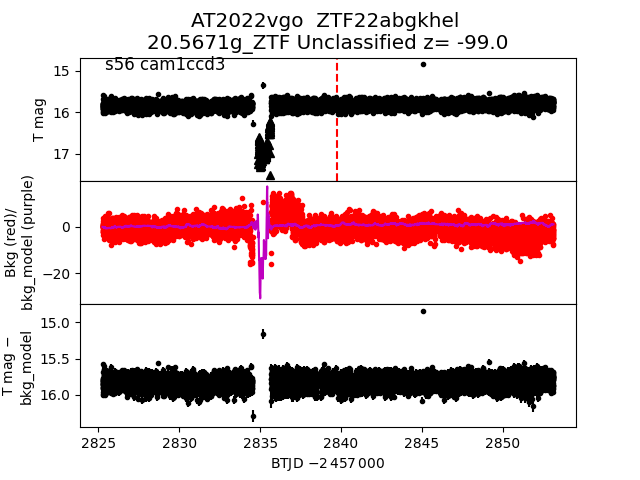 AT2022vgo  ZTF22abgkhel
20.5671g_ZTF Unclassified z= -99.0
s56 cam1ccd3
15
16
17
T mag
0
−20
Bkg (red)/
bkg_model (purple)
15.0
15.5
16.0
T mag −
bkg_model
2825 2830 2835 2840 2845 2850
BTJD −2 457 000